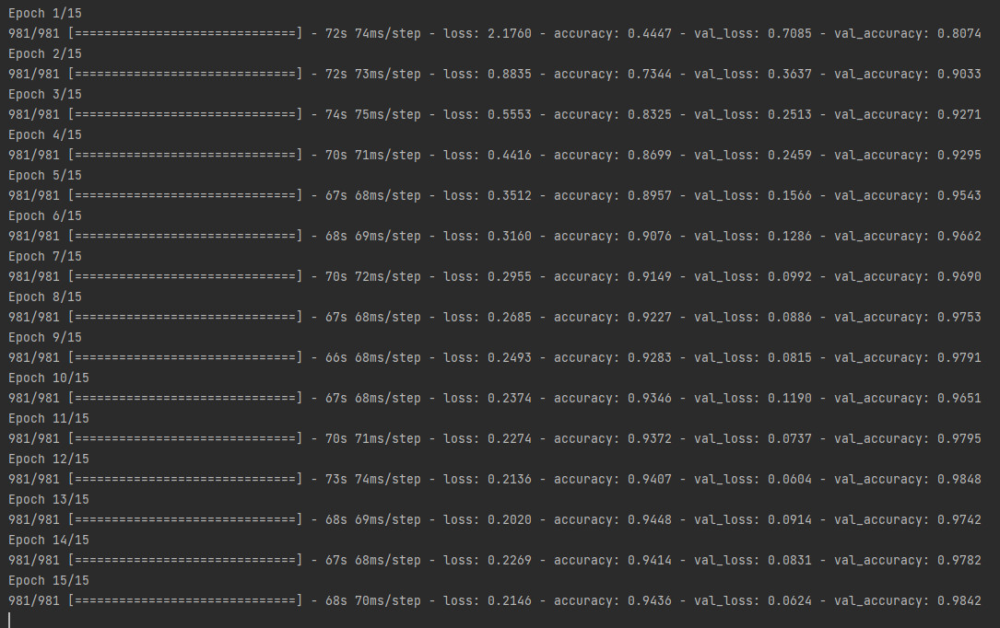 Epoch 1/15
981/981 [==============================] - 72s 74ms/step - loss: 2.1760 - accuracy: 0.4447 - val_loss: 0.7085 - val_accuracy: 0.8074
Epoch 2/15
981/981 [==============================] - 72s 73ms/step - loss: 0.8835 - accuracy: 0.7344 - val_loss: 0.3637 - val_accuracy: 0.9033
Epoch 3/15
981/981 [==============================] - 74s 75ms/step - loss: 0.5553 - accuracy: 0.8325 - val_loss: 0.2513 - val_accuracy: 0.9271
Epoch 4/15
981/981 [==============================] - 70s 71ms/step - loss: 0.4416 - accuracy: 0.8699 - val_loss: 0.2459 - val_accuracy: 0.9295
Epoch 5/15
981/981 [==============================] - 67s 68ms/step - loss: 0.3512 - accuracy: 0.8957 - val_loss: 0.1566 - val_accuracy: 0.9543
Epoch 6/15
981/981 [==============================] - 68s 69ms/step - loss: 0.3160 - accuracy: 0.9076 - val_loss: 0.1286 - val_accuracy: 0.9662
Epoch 7/15
981/981 [==============================] - 70s 72ms/step - loss: 0.2955 - accuracy: 0.9149 - val_loss: 0.0992 - val_accuracy: 0.9690
Epoch 8/15
981/981 [==============================] - 67s 68ms/step - loss: 0.2685 - accuracy: 0.9227 - val_loss: 0.0886 - val_accuracy: 0.9753
Epoch 9/15
981/981 [==============================] - 66s 68ms/step - loss: 0.2493 - accuracy: 0.9283 - val_loss: 0.0815 - val_accuracy: 0.9791
Epoch 10/15
981/981 [==============================] - 67s 68ms/step - loss: 0.2374 - accuracy: 0.9346 - val_loss: 0.1190 - val_accuracy: 0.9651
Epoch 11/15
981/981 [==============================] - 70s 71ms/step - loss: 0.2274 - accuracy: 0.9372 - val_loss: 0.0737 - val_accuracy: 0.9795
Epoch 12/15
981/981 [==============================] - 73s 74ms/step - loss: 0.2136 - accuracy: 0.9407 - val_loss: 0.0604 - val_accuracy: 0.9848
Epoch 13/15
981/981 [==============================] - 68s 69ms/step - loss: 0.2020 - accuracy: 0.9448 - val_loss: 0.0914 - val_accuracy: 0.9742
Epoch 14/15
981/981 [==============================] - 67s 68ms/step - loss: 0.2269 - accuracy: 0.9414 - val_loss: 0.0831 - val_accuracy: 0.9782
Epoch 15/15
981/981 [==============================] - 68s 70ms/step - loss: 0.2146 - accuracy: 0.9436 - val_loss: 0.0624 - val_accuracy: 0.9842